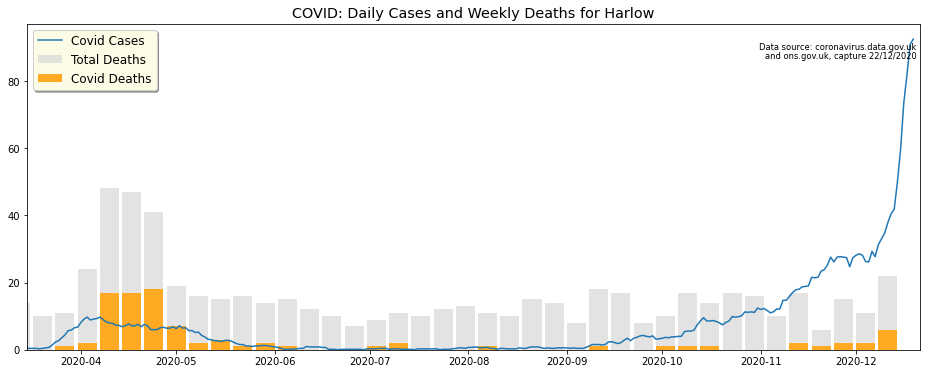 COVID: Daily Cases and Weekly Deaths for Harlow
Covid Cases
Total Deaths
Covid Deaths
Data source: coronavirus.data.gov.uk
and ons.gov.uk, capture 22/12/2020
80
60
40
20
0
2020-04 2020-05 2020-06 2020-07 2020-08 2020-09 2020-10 2020-11 2020-12